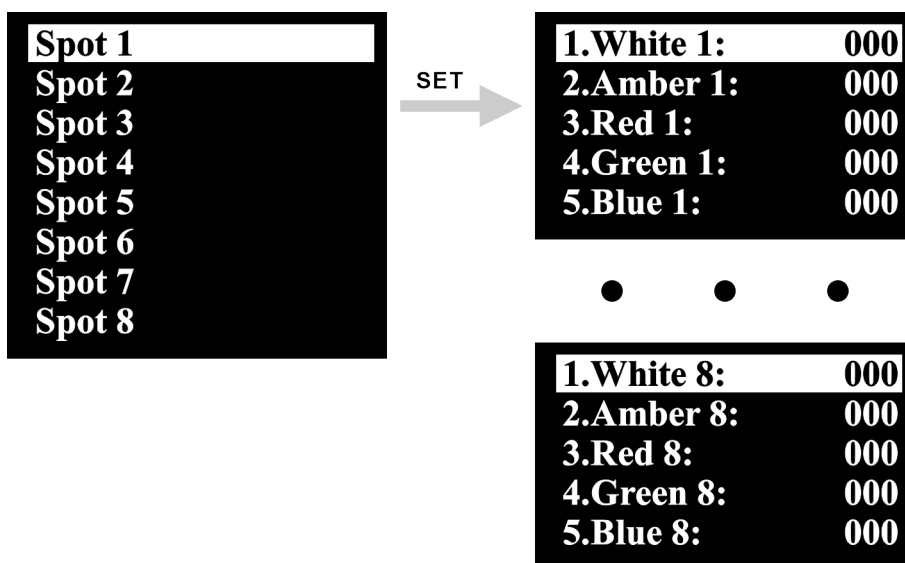 Spot 1
Spot 2
Spot 3
Spot 4
Spot 5
Spot 6
Spot 7
Spot 8
SET
1.White 1: 000
2.Amber 1: 000
3.Red 1: 000
4.Green 1: 000
5.Blue 1: 000
1.White 8: 000
2.Amber 8: 000
3.Red 8: 000
4.Green 8: 000
5.Blue 8: 000